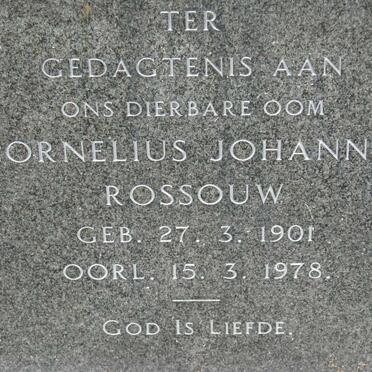 TER
GEDAGTENIS AAN
ONS DIERBARE OOM
ORNELIUS JOHANN
ROSSOUW
GEB. 27. 3. 1901
OORL. 15. 3. 1978.
GOD IS LIEFDE.